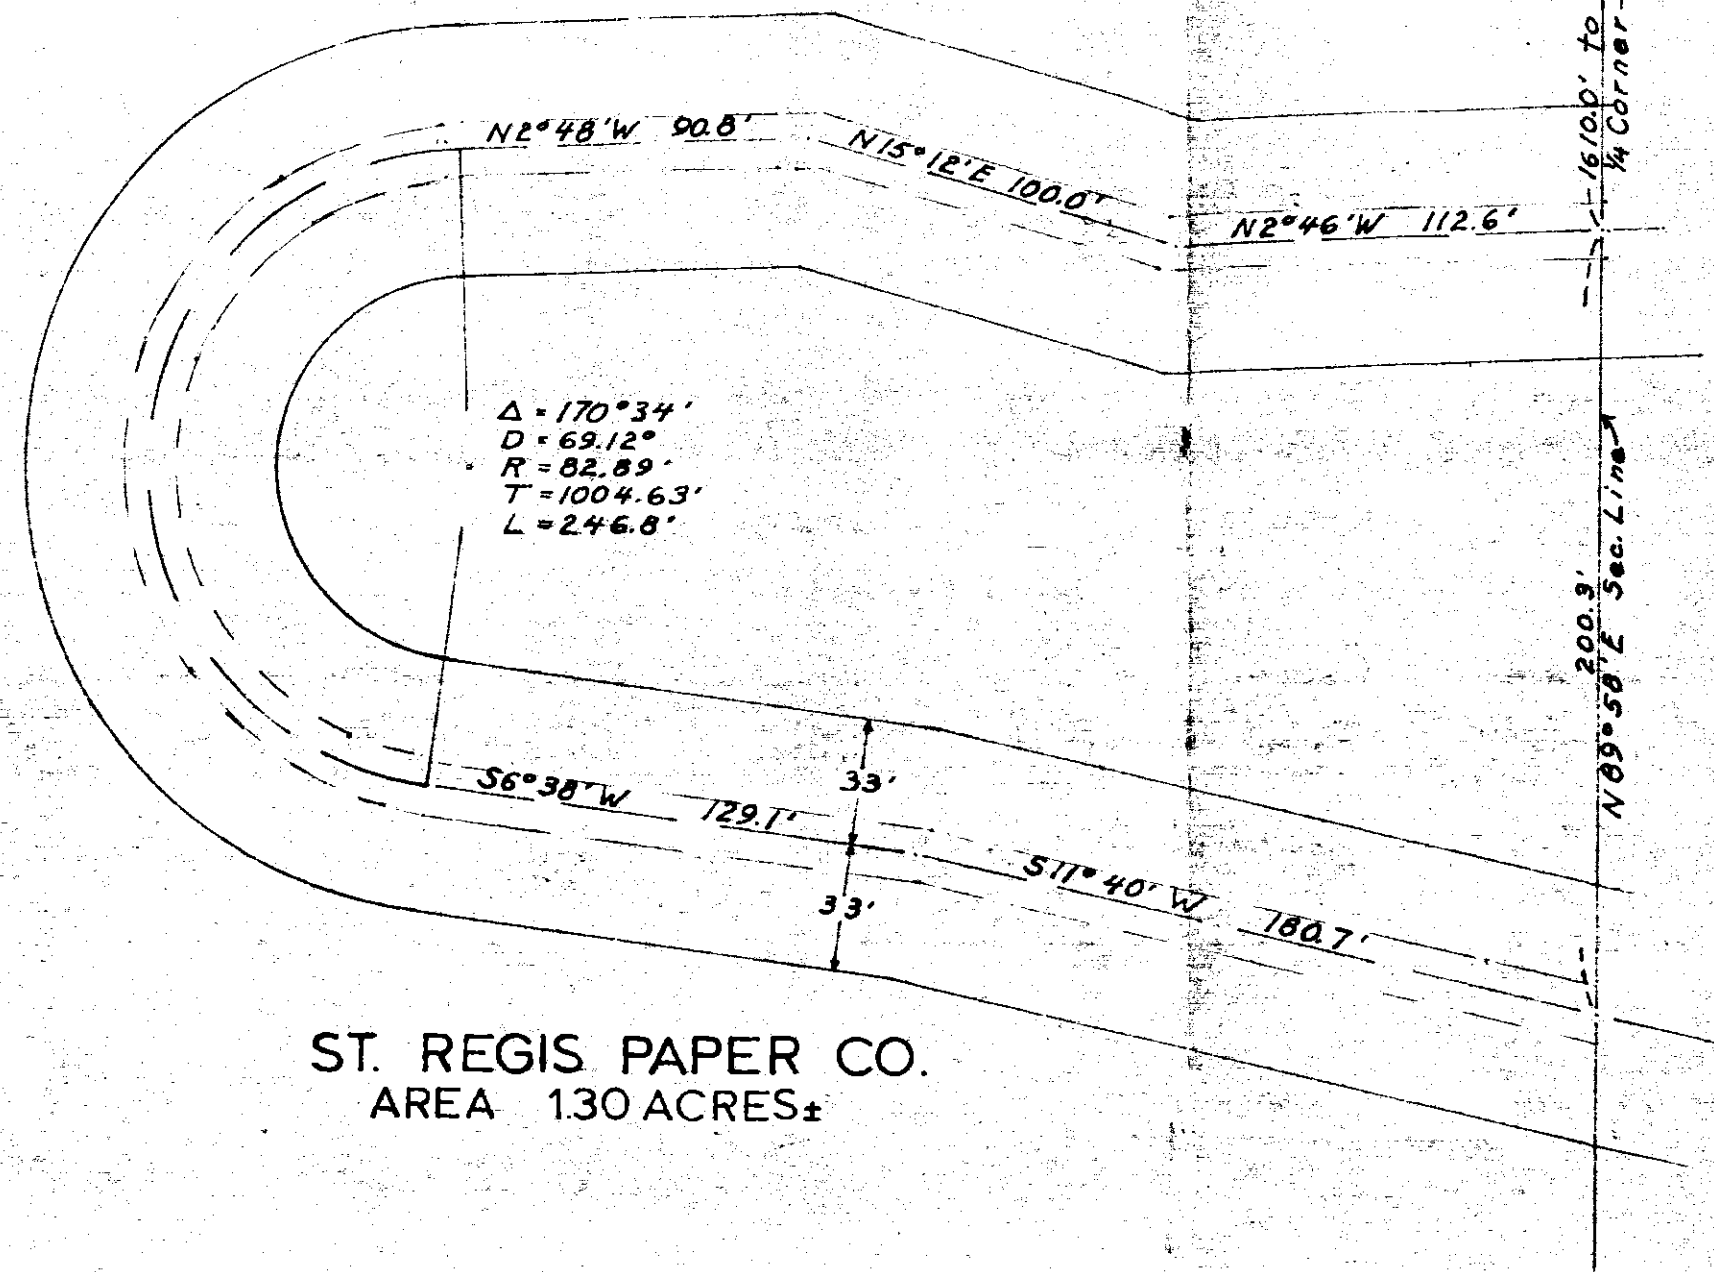 N2°48'W 90.8'
N15°12'E 100.0'
N2°46'W 112.6'
1610.0' to
1/4 Corner
Δ = 170°34'
D = 69.12°
R = 82.89'
T = 1004.63'
L = 246.8'
200.9'
N89°58'E Sec. Line
S6°38'W 129.1'
33'
33'
S11°40'W 180.7'
ST. REGIS PAPER CO.
AREA 1.30 ACRES±